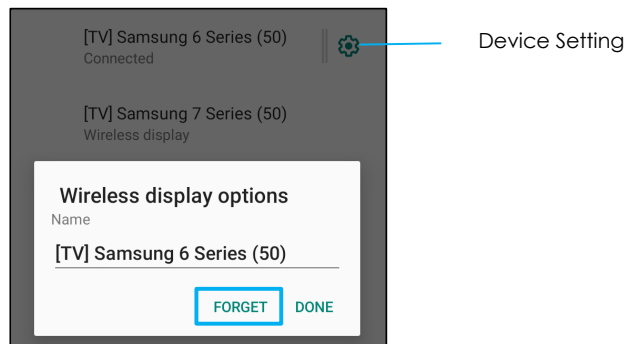 [TV] Samsung 6 Series (50)
Connected
Device Setting
[TV] Samsung 7 Series (50)
Wireless display
Wireless display options
Name
[TV] Samsung 6 Series (50)
FORGET DONE